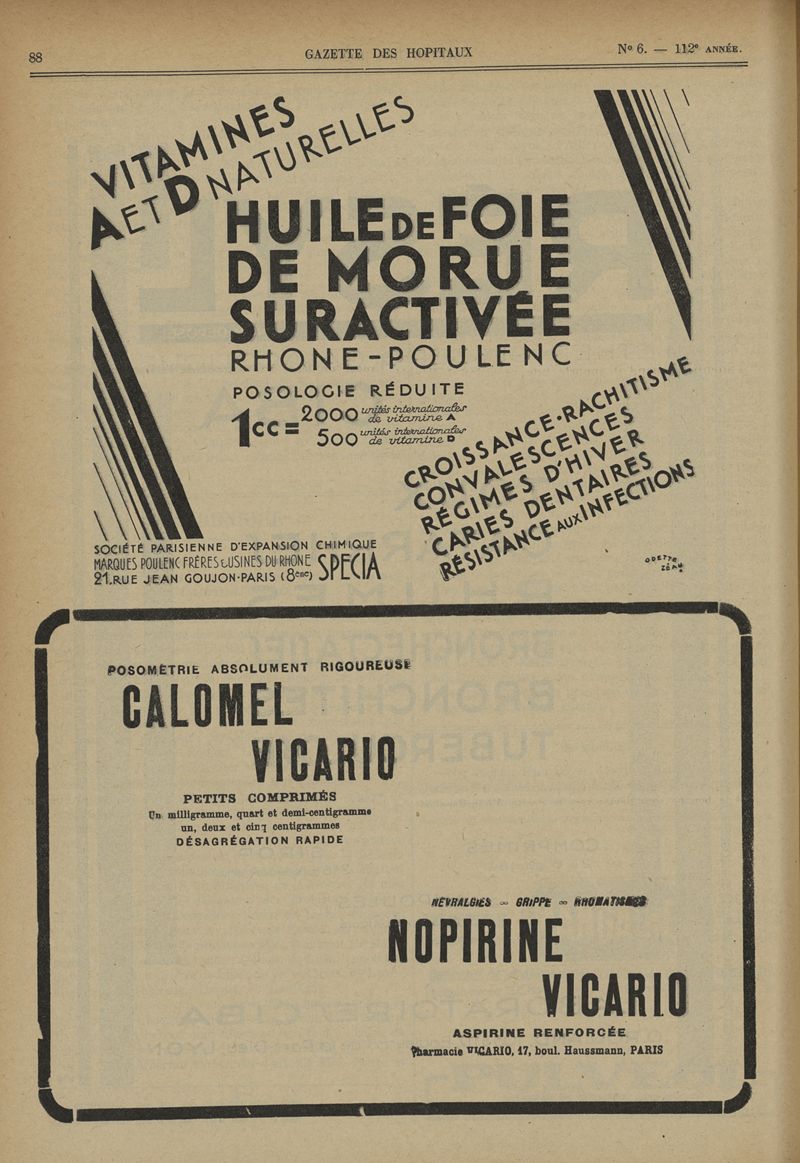 88
GAZETTE DES HOPITAUX
Nº 6. — 112e ANNÉE.
VITAMINES
A ET D NATURELLES
HUILE DE FOIE
DE MORUE
SURACTIVÉE
RHONE-POULENC
POSOLOGIE RÉDUITE
1cc = 2000 unités internationales de vitamine A
500 unités internationales de vitamine D
CROISSANCE-RACHITISME
CONVALESCENCES
RÉGIMES D'HIVER
CARIES DENTAIRES
RÉSISTANCE AUX INFECTIONS
SOCIÉTÉ PARISIENNE D'EXPANSION CHIMIQUE
MARQUES POULENC FRÈRES & USINES DU RHÔNE SPECIA
21. RUE JEAN GOUJON-PARIS (8ème)
ODETTE
POSOMÈTRIE ABSOLUMENT RIGOUREUSE
CALOMEL
VICARIO
PETITS COMPRIMÉS
Un milligramme, quart et demi-centigramme
un, deux et cinq centigrammes
DÉSAGRÉGATION RAPIDE
NÉVRALGIES ∞ GRIPPE ∞ RHUMATISMES
NOPIRINE
VICARIO
ASPIRINE RENFORCÉE
Pharmacie VICARIO, 17, boul. Haussmann, PARIS